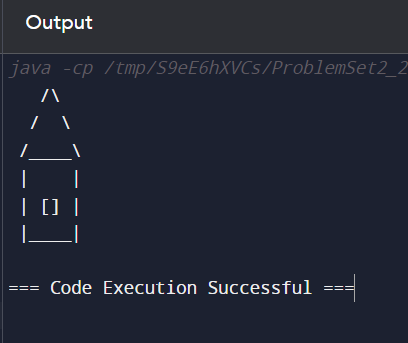 Output
java -cp /tmp/S9eE6hXVCs/ProblemSet2_2
   /\
  /  \
 /____\
 |    |
 | [] |
 |____|
=== Code Execution Successful ===